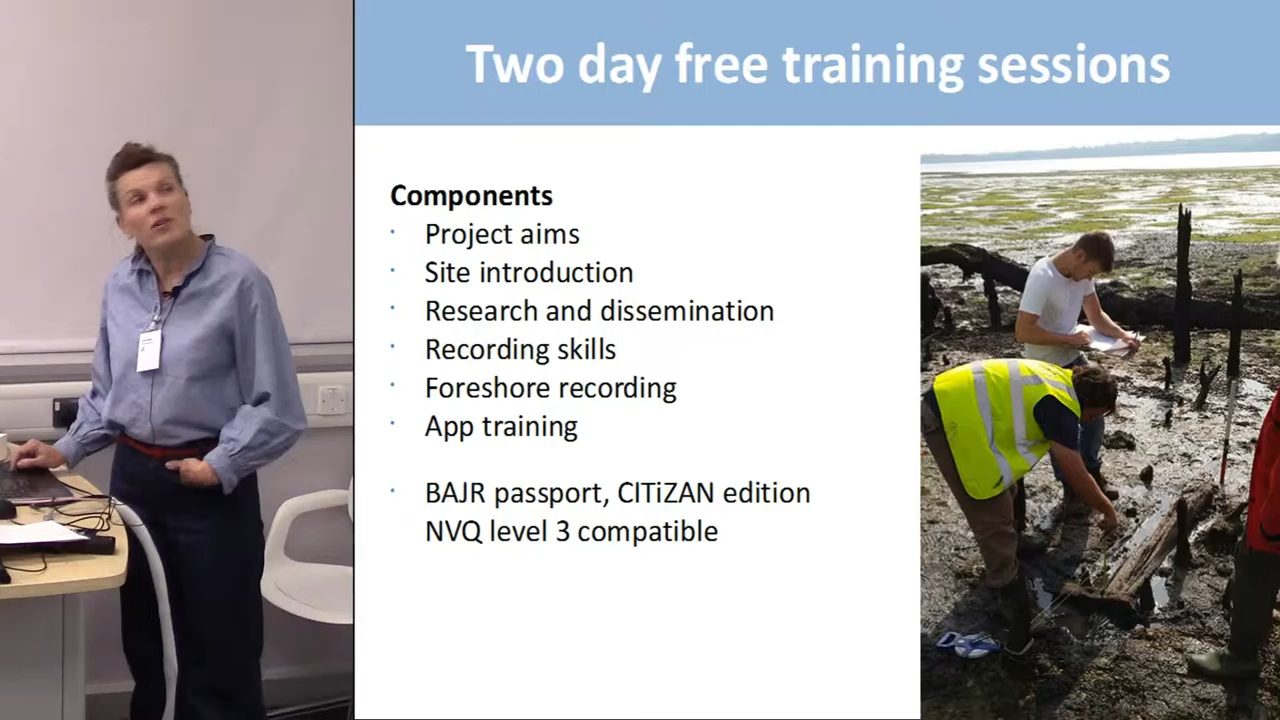 Two day free training sessions
Components
· Project aims
· Site introduction
· Research and dissemination
· Recording skills
· Foreshore recording
· App training
· BAJR passport, CITiZAN edition
NVQ level 3 compatible